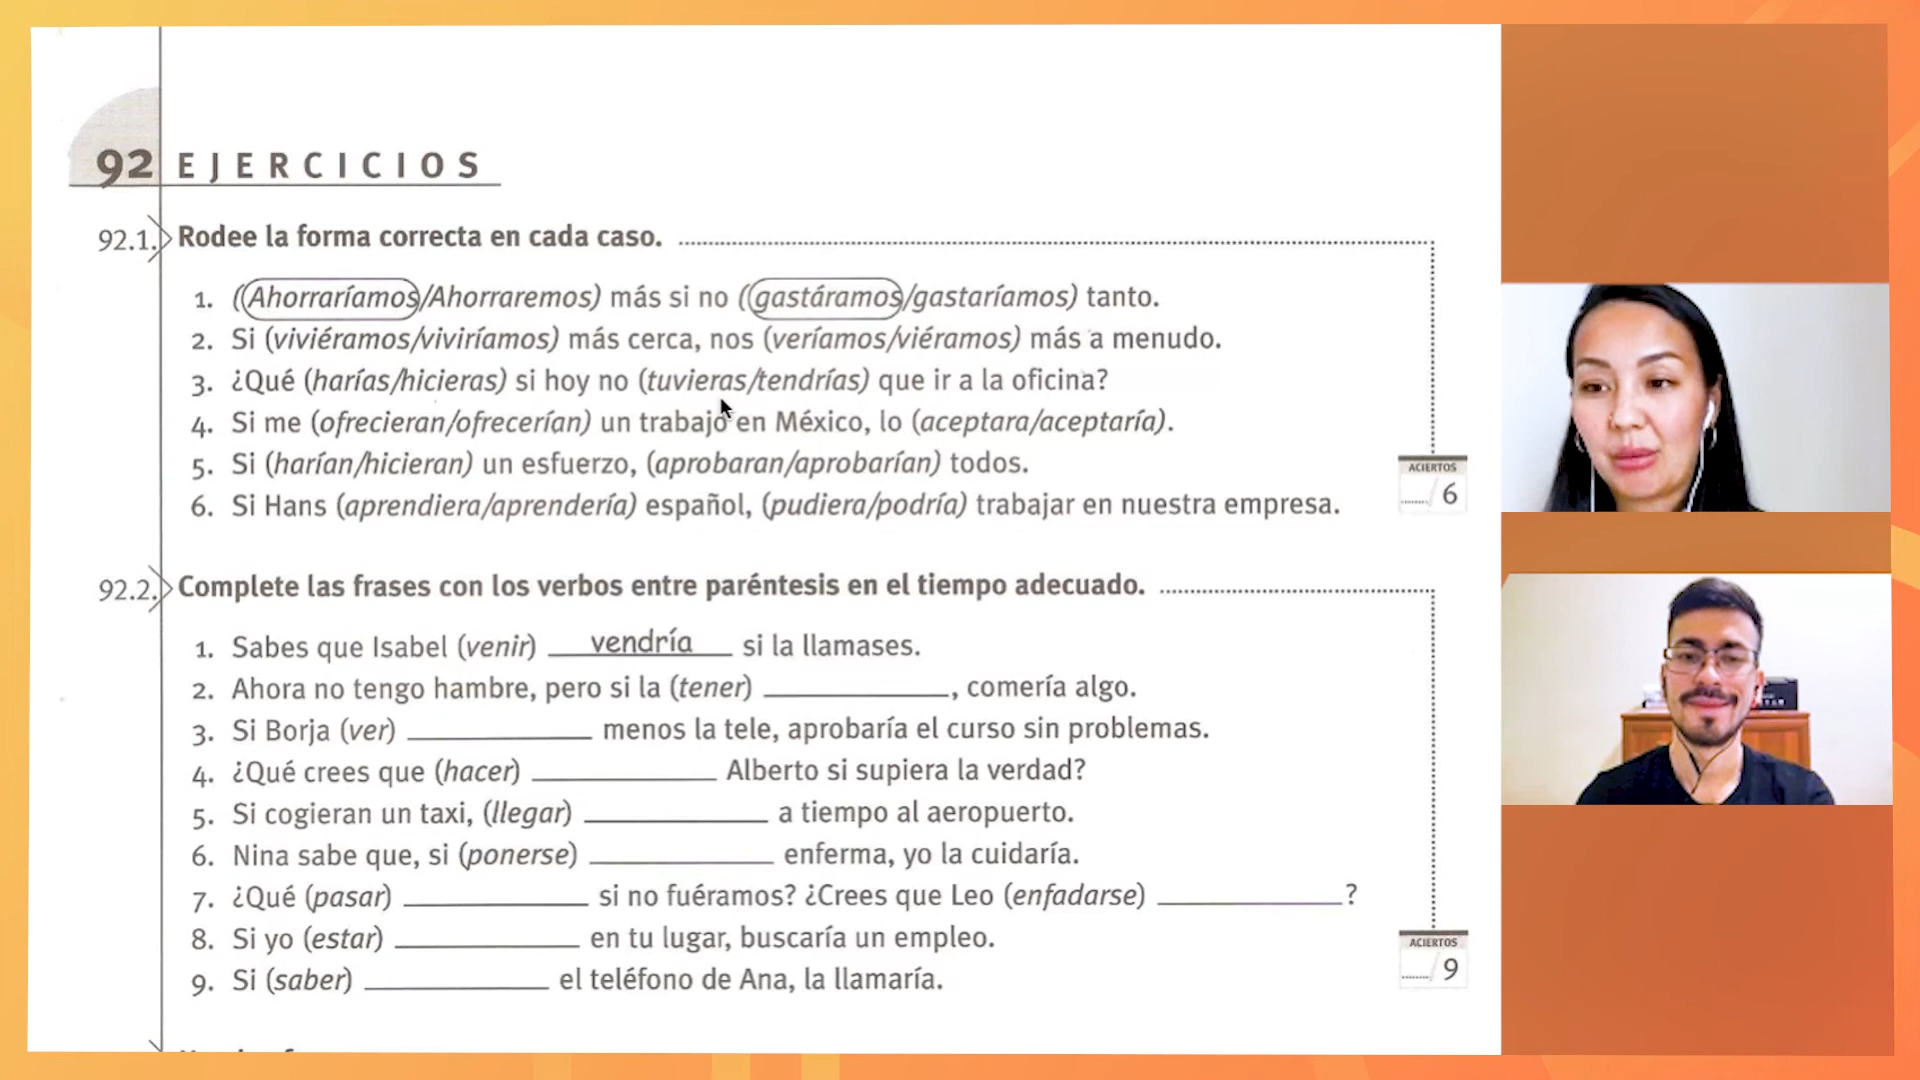 92 EJERCICIOS
92.1. Rodee la forma correcta en cada caso.
1. (Ahorraríamos/Ahorraremos) más si no (gastáramos/gastaríamos) tanto.
2. Si (viviéramos/viviríamos) más cerca, nos (veríamos/viéramos) más a menudo.
3. ¿Qué (harías/hicieras) si hoy no (tuvieras/tendrías) que ir a la oficina?
4. Si me (ofrecieran/ofrecerían) un trabajo en México, lo (aceptara/aceptaría).
5. Si (harían/hicieran) un esfuerzo, (aprobaran/aprobarían) todos.
6. Si Hans (aprendiera/aprendería) español, (pudiera/podría) trabajar en nuestra empresa.
ACIERTOS
....../ 6
92.2. Complete las frases con los verbos entre paréntesis en el tiempo adecuado.
1. Sabes que Isabel (venir) vendría si la llamases.
2. Ahora no tengo hambre, pero si la (tener) ____________, comería algo.
3. Si Borja (ver) ____________ menos la tele, aprobaría el curso sin problemas.
4. ¿Qué crees que (hacer) ____________ Alberto si supiera la verdad?
5. Si cogieran un taxi, (llegar) ____________ a tiempo al aeropuerto.
6. Nina sabe que, si (ponerse) ____________ enferma, yo la cuidaría.
7. ¿Qué (pasar) ____________ si no fuéramos? ¿Crees que Leo (enfadarse) ____________?
8. Si yo (estar) ____________ en tu lugar, buscaría un empleo.
9. Si (saber) ____________ el teléfono de Ana, la llamaría.
ACIERTOS
....../ 9